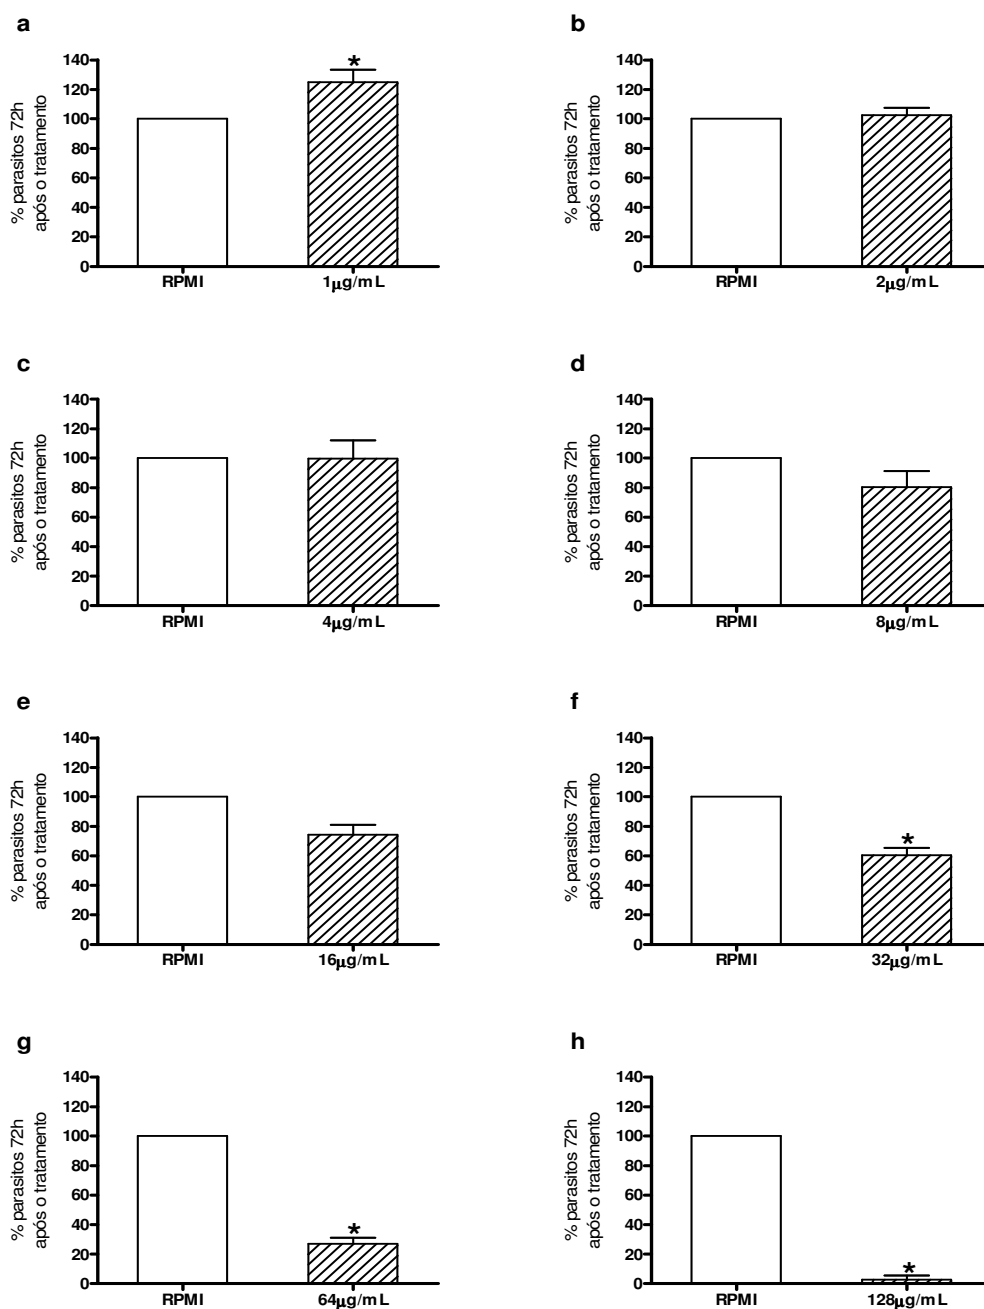 a
% parasitos 72h
após o tratamento
140
120
100
80
60
40
20
0
*
RPMI
1µg/mL
b
% parasitos 72h
após o tratamento
140
120
100
80
60
40
20
0
RPMI
2µg/mL
c
% parasitos 72h
após o tratamento
140
120
100
80
60
40
20
0
RPMI
4µg/mL
d
% parasitos 72h
após o tratamento
140
120
100
80
60
40
20
0
RPMI
8µg/mL
e
% parasitos 72h
após o tratamento
140
120
100
80
60
40
20
0
RPMI
16µg/mL
f
% parasitos 72h
após o tratamento
140
120
100
80
60
40
20
0
*
RPMI
32µg/mL
g
% parasitos 72h
após o tratamento
140
120
100
80
60
40
20
0
*
RPMI
64µg/mL
h
% parasitos 72h
após o tratamento
140
120
100
80
60
40
20
0
*
RPMI
128µg/mL